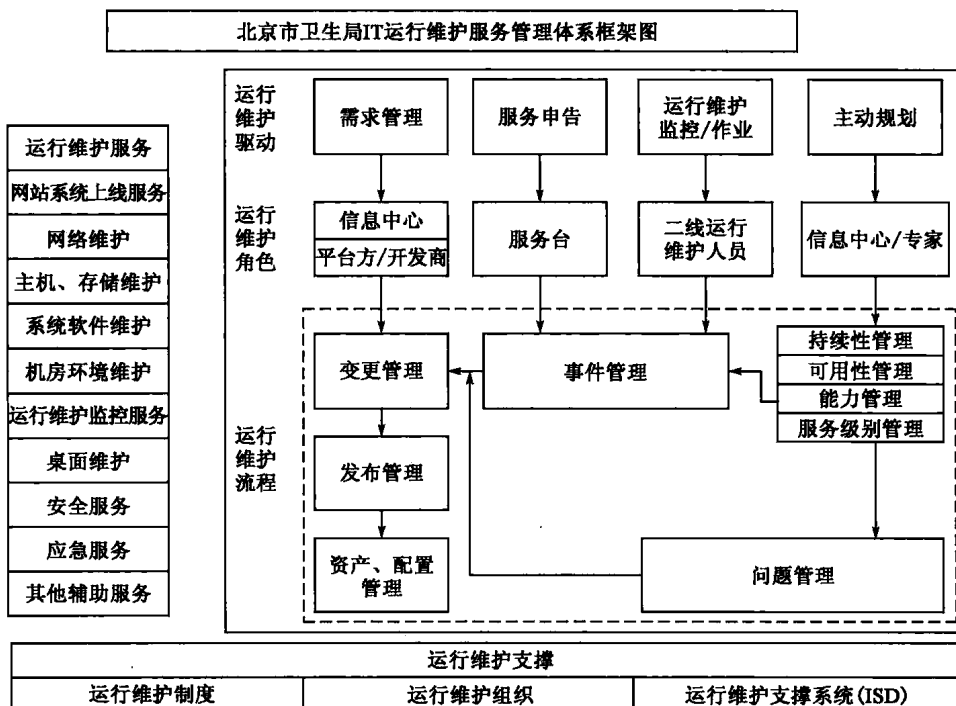 北京市卫生局IT运行维护服务管理体系框架图
运行维护服务
网站系统上线服务
网络维护
主机、存储维护
系统软件维护
机房环境维护
运行维护监控服务
桌面维护
安全服务
应急服务
其他辅助服务
运行
维护
驱动
需求管理
服务申告
运行维护
监控/作业
主动规划
运行
维护
角色
信息中心
平台方/开发商
服务台
二线运行
维护人员
信息中心/专家
运行
维护
流程
变更管理
事件管理
持续性管理
可用性管理
能力管理
服务级别管理
发布管理
资产、配置
管理
问题管理
运行维护支撑
运行维护制度
运行维护组织
运行维护支撑系统(ISD)